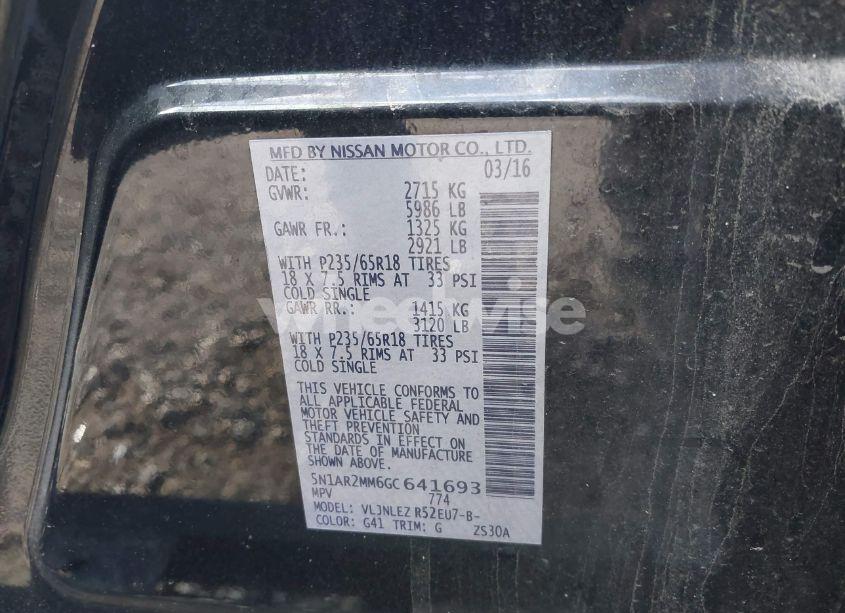 MFD BY NISSAN MOTOR CO., LTD.
DATE: 03/16
GVWR: 2715 KG
5986 LB
GAWR FR.: 1325 KG
2921 LB
WITH P235/65R18 TIRES
18 X 7.5 RIMS AT 33 PSI
COLD SINGLE
GAWR RR.: 1415 KG
3120 LB
WITH P235/65R18 TIRES
18 X 7.5 RIMS AT 33 PSI
COLD SINGLE
THIS VEHICLE CONFORMS TO
ALL APPLICABLE FEDERAL
MOTOR VEHICLE SAFETY AND
THEFT PREVENTION
STANDARDS IN EFFECT ON
THE DATE OF MANUFACTURE
SHOWN ABOVE.
5N1AR2MM6GC641693
MPV 774
MODEL: VLJNLEZ R52EU7-B-
COLOR: G41 TRIM: G ZS30A
wheelwise